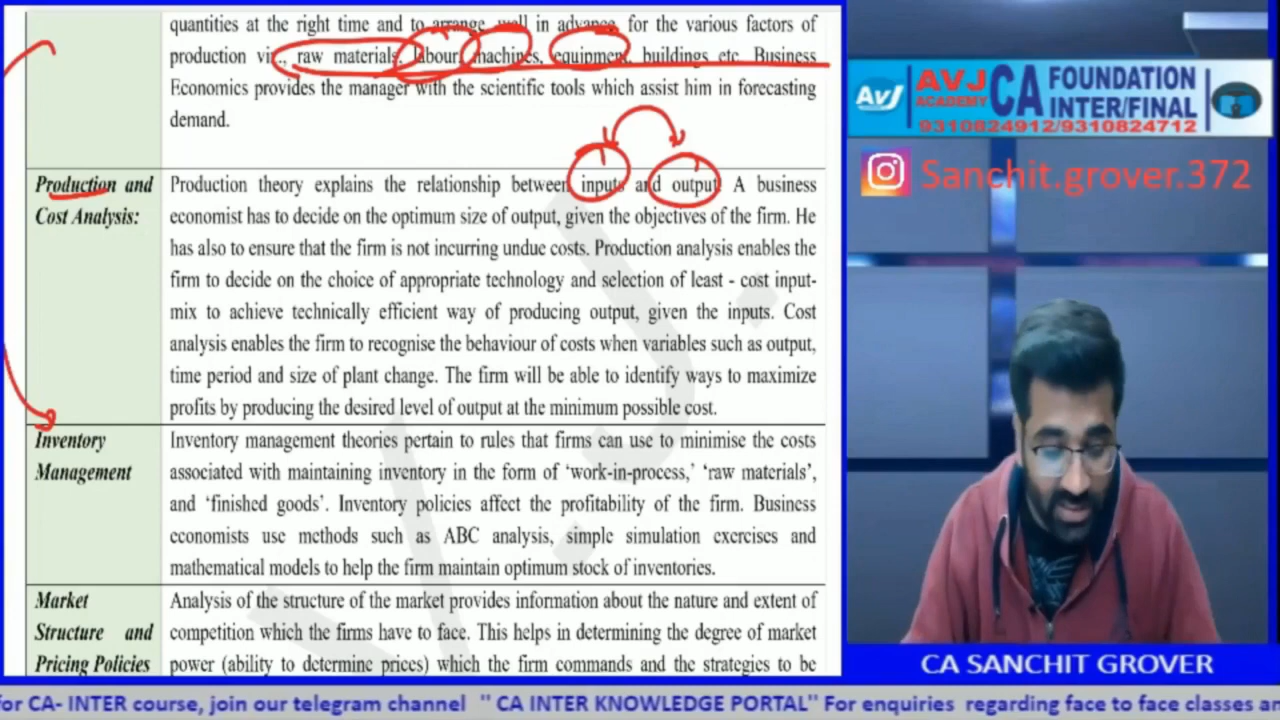 quantities at the right time and to arrange well in advance, for the various factors of
production viz., raw materials, labour, machines, equipment, buildings etc. Business
Economics provides the manager with the scientific tools which assist him in forecasting
demand.
Production and
Cost Analysis:
Production theory explains the relationship between inputs and output. A business
economist has to decide on the optimum size of output, given the objectives of the firm. He
has also to ensure that the firm is not incurring undue costs. Production analysis enables the
firm to decide on the choice of appropriate technology and selection of least - cost input-
mix to achieve technically efficient way of producing output, given the inputs. Cost
analysis enables the firm to recognise the behaviour of costs when variables such as output,
time period and size of plant change. The firm will be able to identify ways to maximize
profits by producing the desired level of output at the minimum possible cost.
Inventory
Management
Inventory management theories pertain to rules that firms can use to minimise the costs
associated with maintaining inventory in the form of ‘work-in-process,’ ‘raw materials’,
and ‘finished goods’. Inventory policies affect the profitability of the firm. Business
economists use methods such as ABC analysis, simple simulation exercises and
mathematical models to help the firm maintain optimum stock of inventories.
Market
Structure and
Pricing Policies
Analysis of the structure of the market provides information about the nature and extent of
competition which the firms have to face. This helps in determining the degree of market
power (ability to determine prices) which the firm commands and the strategies to be
AVJ
AVJ
ACADEMY
CA
FOUNDATION
INTER/FINAL
9310824912/9310824712
Sanchit.grover.372
CA SANCHIT GROVER
for CA- INTER course, join our telegram channel " CA INTER KNOWLEDGE PORTAL" For enquiries regarding face to face classes